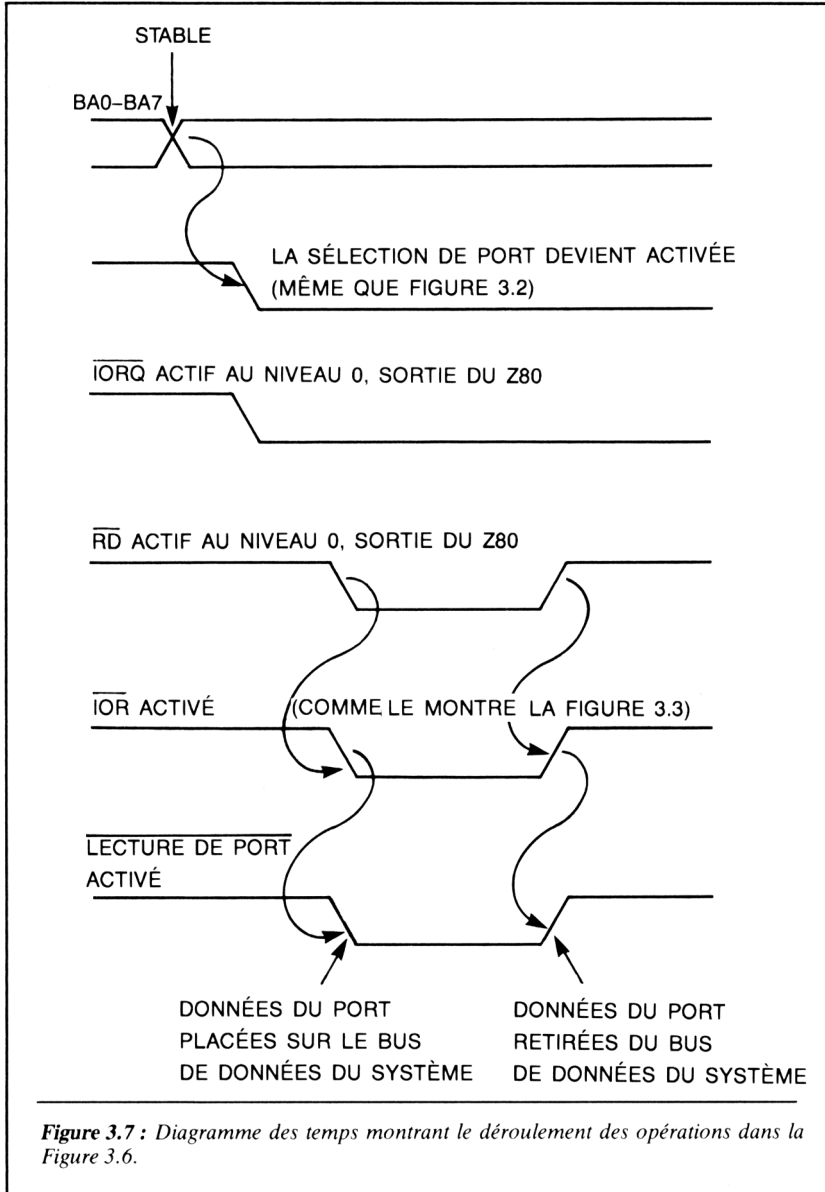 STABLE
BA0–BA7
LA SÉLECTION DE PORT DEVIENT ACTIVÉE
(MÊME QUE FIGURE 3.2)
IORQ ACTIF AU NIVEAU 0, SORTIE DU Z80
RD ACTIF AU NIVEAU 0, SORTIE DU Z80
IOR ACTIVÉ (COMME LE MONTRE LA FIGURE 3.3)
LECTURE DE PORT
ACTIVÉ
DONNÉES DU PORT
PLACÉES SUR LE BUS
DE DONNÉES DU SYSTÈME
DONNÉES DU PORT
RETIRÉES DU BUS
DE DONNÉES DU SYSTÈME
Figure 3.7 : Diagramme des temps montrant le déroulement des opérations dans la
Figure 3.6.